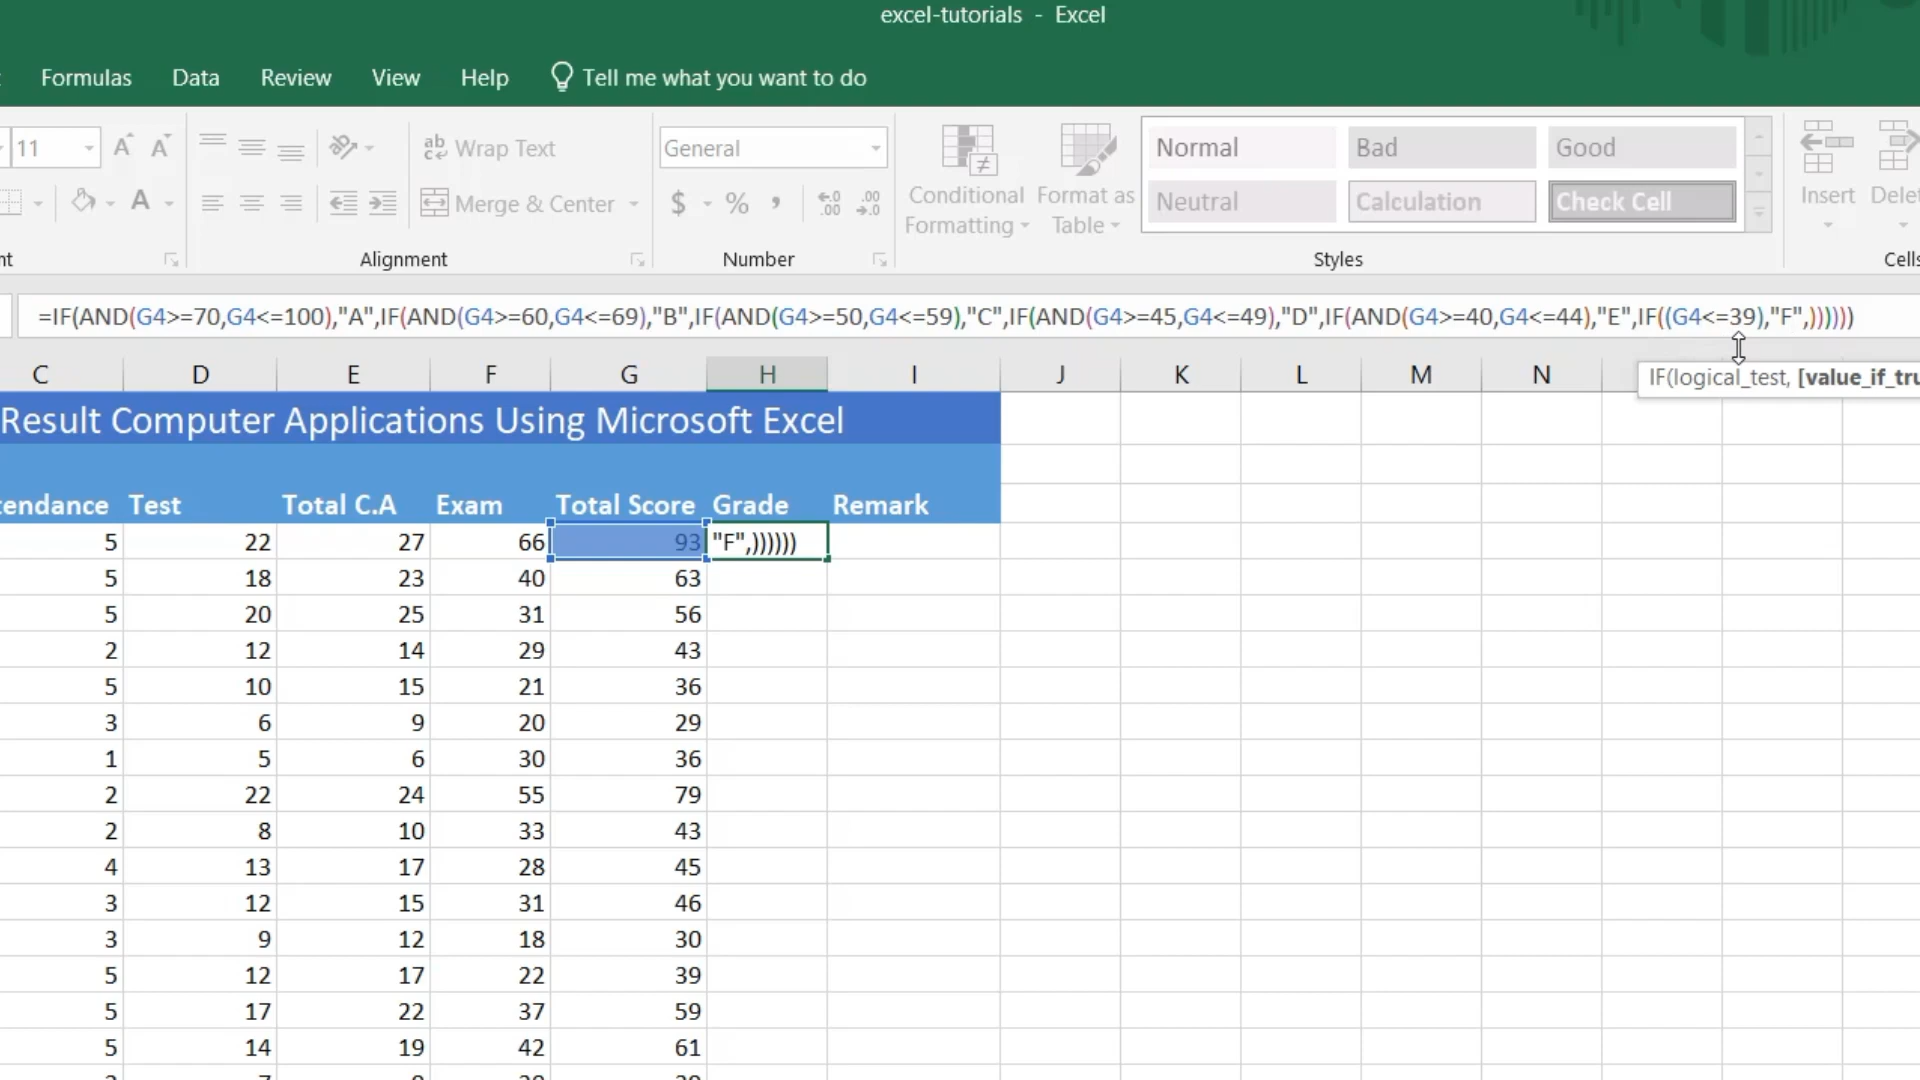 excel-tutorials - Excel
Formulas Data Review View Help Tell me what you want to do
11 A A Wrap Text General Normal Bad Good
A Merge & Center $ % , Conditional Formatting Format as Table Neutral Calculation Check Cell Insert Delet
nt Alignment Number Styles Cells
=IF(AND(G4>=70,G4<=100),"A",IF(AND(G4>=60,G4<=69),"B",IF(AND(G4>=50,G4<=59),"C",IF(AND(G4>=45,G4<=49),"D",IF(AND(G4>=40,G4<=44),"E",IF((G4<=39),"F",))))))
IF(logical_test, [value_if_tru
C D E F G H I J K L M N
Result Computer Applications Using Microsoft Excel
tendance Test Total C.A Exam Total Score Grade Remark
5 22 27 66 93 "F",))))))
5 18 23 40 63
5 20 25 31 56
2 12 14 29 43
5 10 15 21 36
3 6 9 20 29
1 5 6 30 36
2 22 24 55 79
2 8 10 33 43
4 13 17 28 45
3 12 15 31 46
3 9 12 18 30
5 12 17 22 39
5 17 22 37 59
5 14 19 42 61